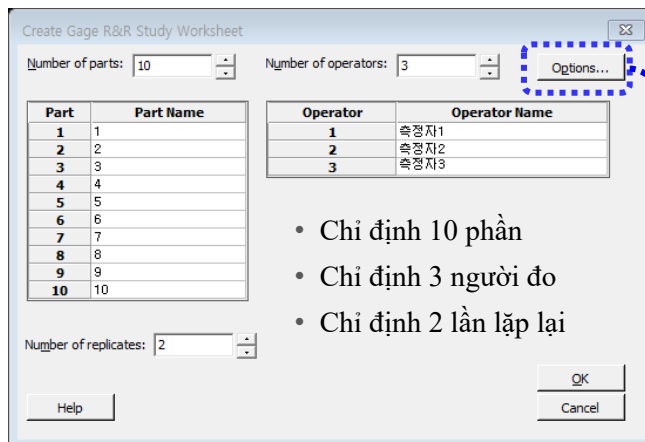 Create Gage R&R Study Worksheet
Number of parts: 10
Number of operators: 3
Options...
Part Part Name
1 1
2 2
3 3
4 4
5 5
6 6
7 7
8 8
9 9
10 10
Operator Operator Name
1 측정자1
2 측정자2
3 측정자3
• Chỉ định 10 phần
• Chỉ định 3 người đo
• Chỉ định 2 lần lặp lại
Number of replicates: 2
OK
Help
Cancel